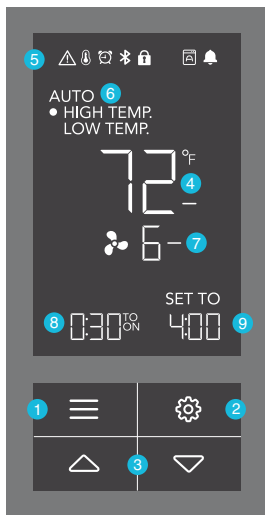 5
AUTO 6
• HIGH TEMP.
LOW TEMP.
72 °F
4
6 7
SET TO
8 0:30 TO ON 4:00 9
1 2
3